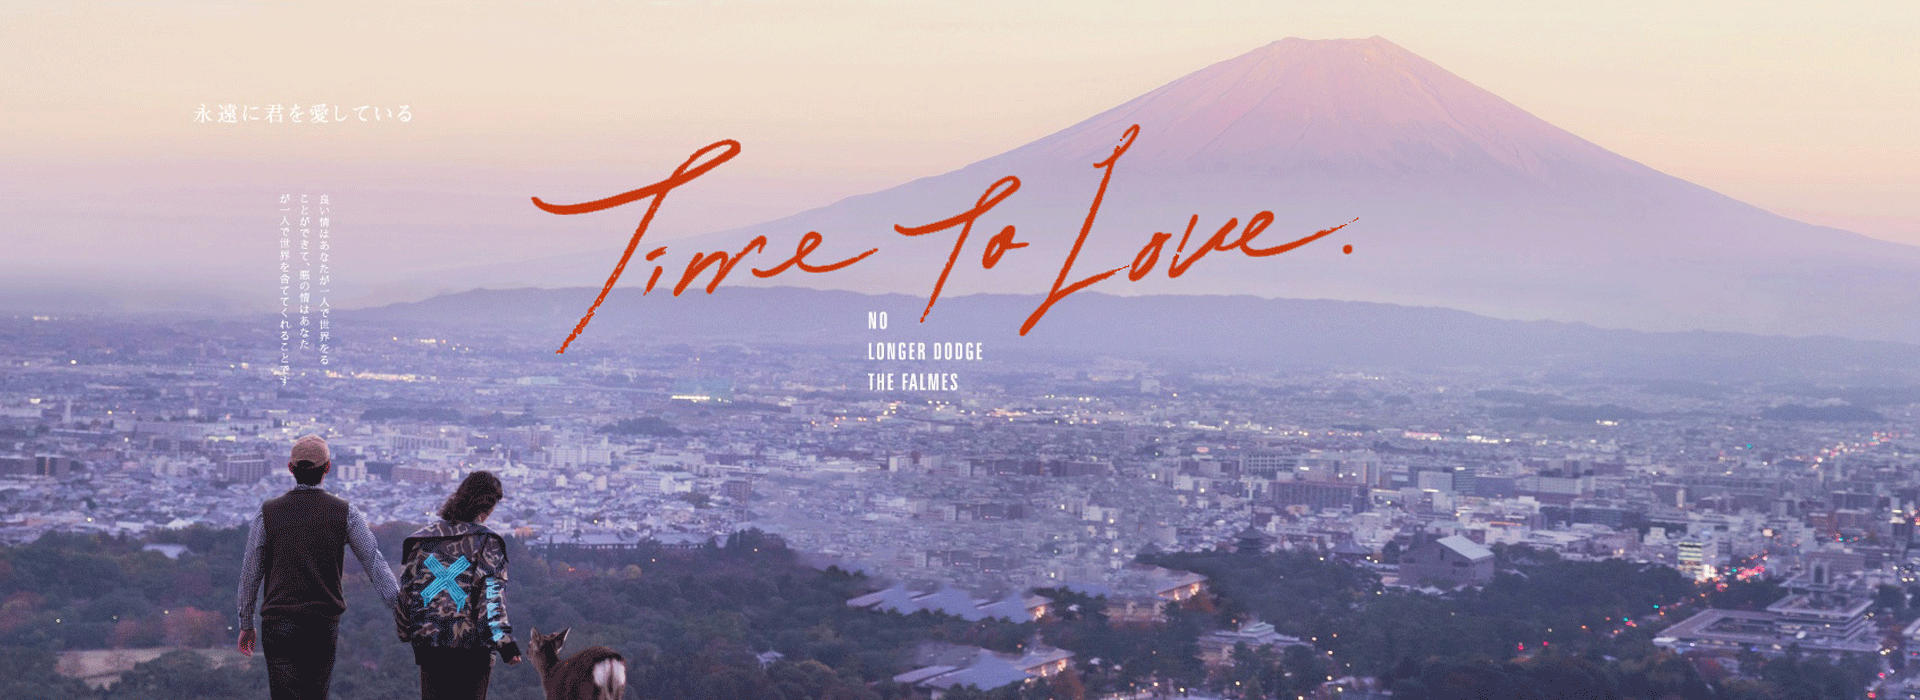 永遠に君を愛している
良い情はあなたが一人で世界をる
ことができて、悪の情はあなた
が一人で世界を舍ててくれることです
Time To Love.
NO
LONGER DODGE
THE FALMES